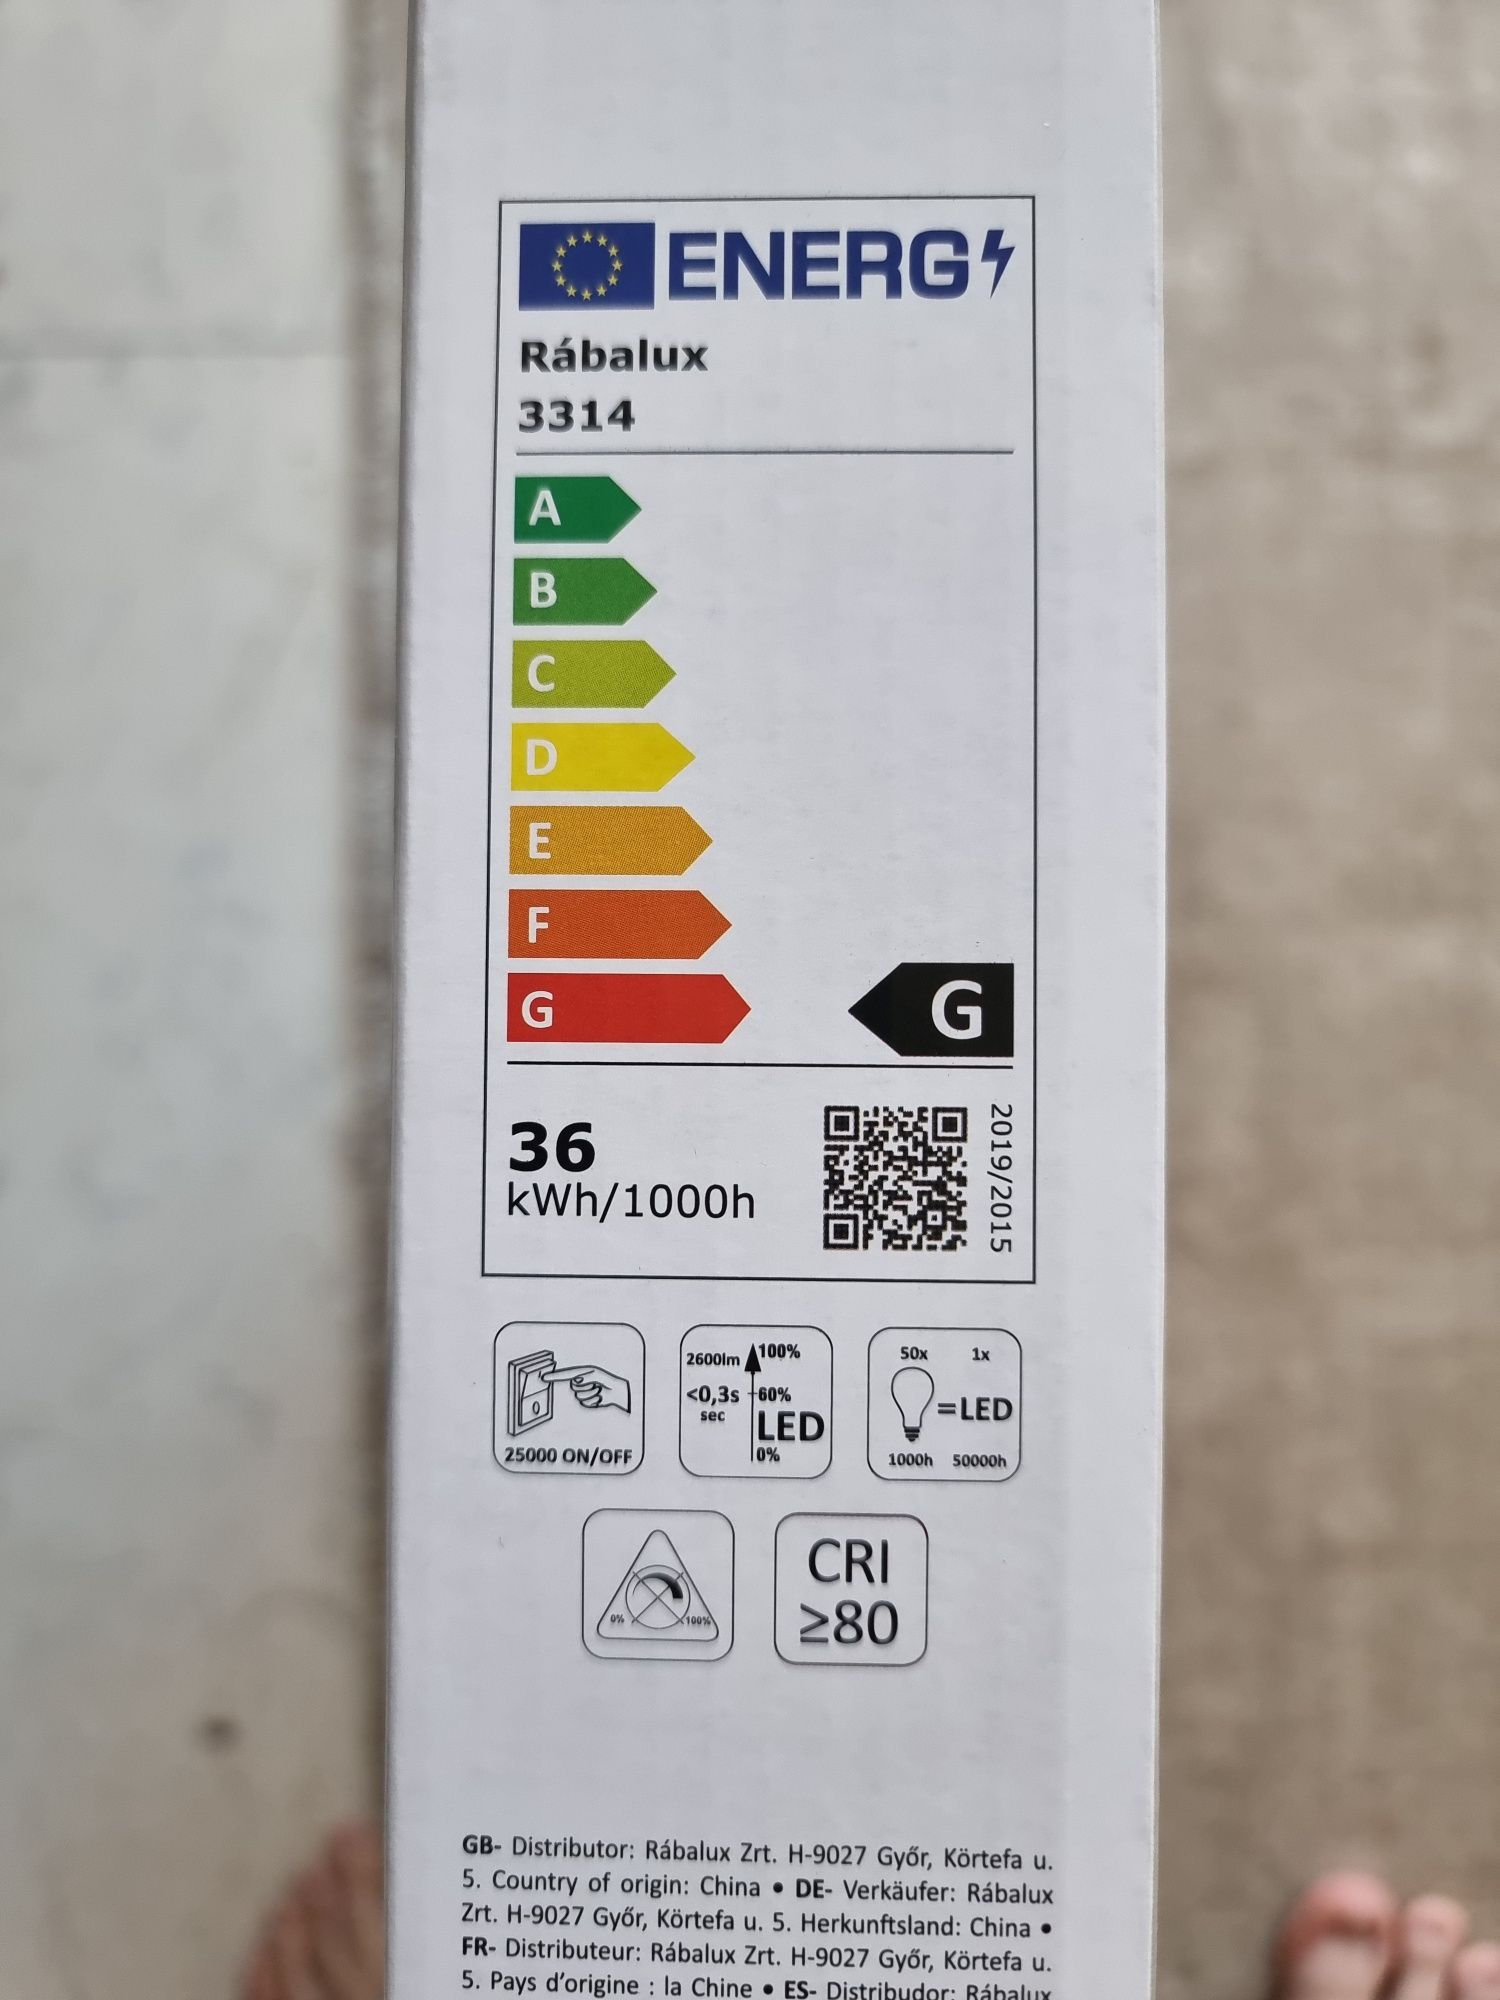 ENERG
Rábalux
3314
A
B
C
D
E
F
G
G
36
kWh/1000h
2019/2015
25000 ON/OFF
2600lm 100%
<0,3s 60%
sec LED
0%
50x 1x
=LED
1000h 50000h
0% 100%
CRI
≥80
GB- Distributor: Rábalux Zrt. H-9027 Győr, Körtefa u.
5. Country of origin: China • DE- Verkäufer: Rábalux
Zrt. H-9027 Győr, Körtefa u. 5. Herkunftsland: China •
FR- Distributeur: Rábalux Zrt. H-9027 Győr, Körtefa u.
5. Pays d'origine : la Chine • ES- Distribudor: Rábalux